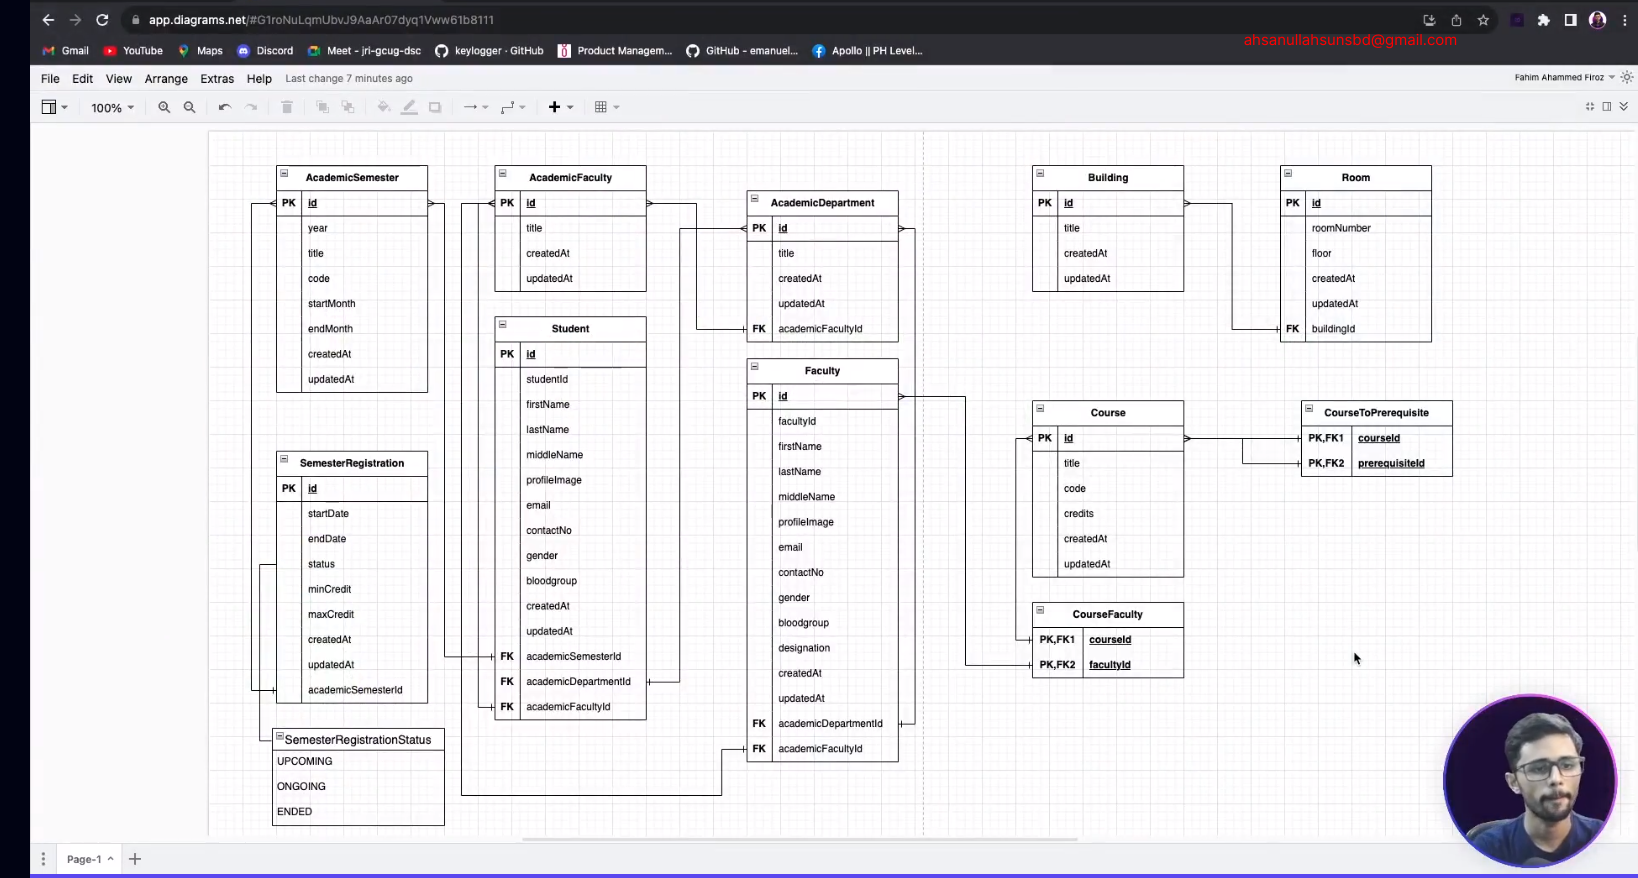 app.diagrams.net/#G1roNuLqmUbvJ9AaAr07dyq1Vww61b8111
Gmail YouTube Maps Discord Meet - jri-gcug-dsc keylogger · GitHub Product Managem... GitHub - emanuel... Apollo || PH Level...
ahsanullahsunsbd@gmail.com
File Edit View Arrange Extras Help Last change 7 minutes ago
Fahim Ahammed Firoz
100%
AcademicSemester
PK id
year
title
code
startMonth
endMonth
createdAt
updatedAt
SemesterRegistration
PK id
startDate
endDate
status
minCredit
maxCredit
createdAt
updatedAt
academicSemesterId
SemesterRegistrationStatus
UPCOMING
ONGOING
ENDED
AcademicFaculty
PK id
title
createdAt
updatedAt
Student
PK id
studentId
firstName
lastName
middleName
profileImage
email
contactNo
gender
bloodgroup
createdAt
updatedAt
FK academicSemesterId
FK academicDepartmentId
FK academicFacultyId
AcademicDepartment
PK id
title
createdAt
updatedAt
FK academicFacultyId
Faculty
PK id
facultyId
firstName
lastName
middleName
profileImage
email
contactNo
gender
bloodgroup
designation
createdAt
updatedAt
FK academicDepartmentId
FK academicFacultyId
Building
PK id
title
createdAt
updatedAt
Room
PK id
roomNumber
floor
createdAt
updatedAt
FK buildingId
Course
PK id
title
code
credits
createdAt
updatedAt
CourseToPrerequisite
PK,FK1 courseId
PK,FK2 prerequisiteId
CourseFaculty
PK,FK1 courseId
PK,FK2 facultyId
Page-1